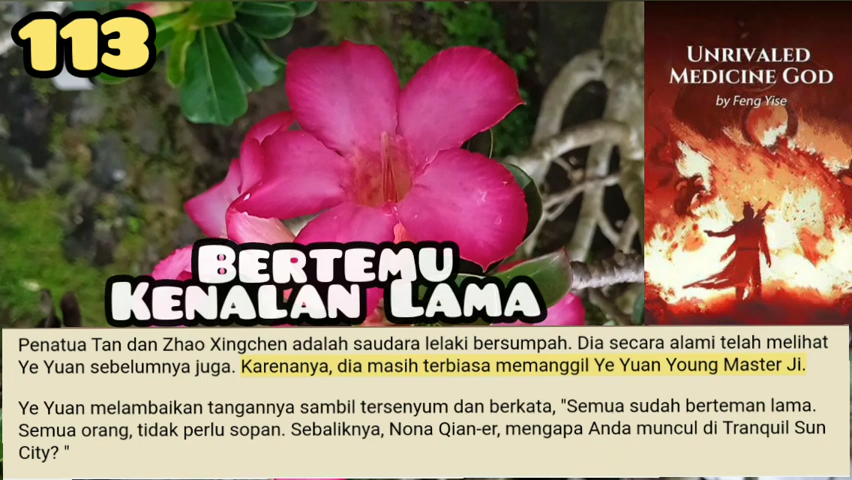 113
UNRIVALED
MEDICINE GOD
by Feng Yise
BERTEMU
KENALAN LAMA
Penatua Tan dan Zhao Xingchen adalah saudara lelaki bersumpah. Dia secara alami telah melihat
Ye Yuan sebelumnya juga. Karenanya, dia masih terbiasa memanggil Ye Yuan Young Master Ji.
Ye Yuan melambaikan tangannya sambil tersenyum dan berkata, "Semua sudah berteman lama.
Semua orang, tidak perlu sopan. Sebaliknya, Nona Qian-er, mengapa Anda muncul di Tranquil Sun
City? "